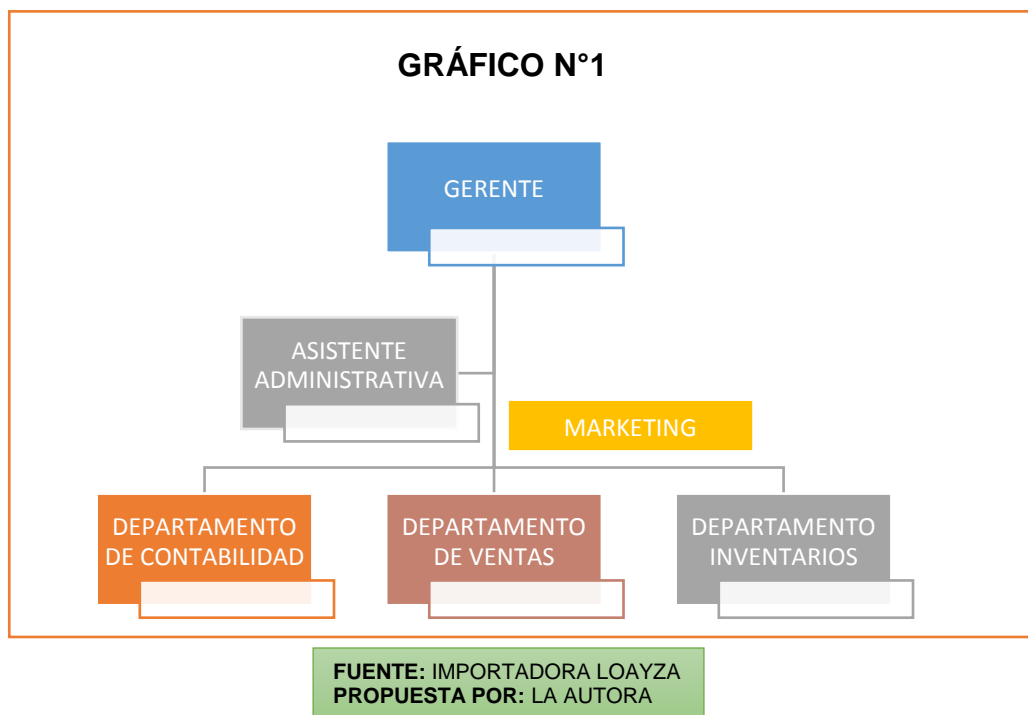 GRÁFICO N°1
GERENTE
ASISTENTE
ADMINISTRATIVA
MARKETING
DEPARTAMENTO
DE CONTABILIDAD
DEPARTAMENTO
DE VENTAS
DEPARTAMENTO
INVENTARIOS
FUENTE: IMPORTADORA LOAYZA
PROPUESTA POR: LA AUTORA